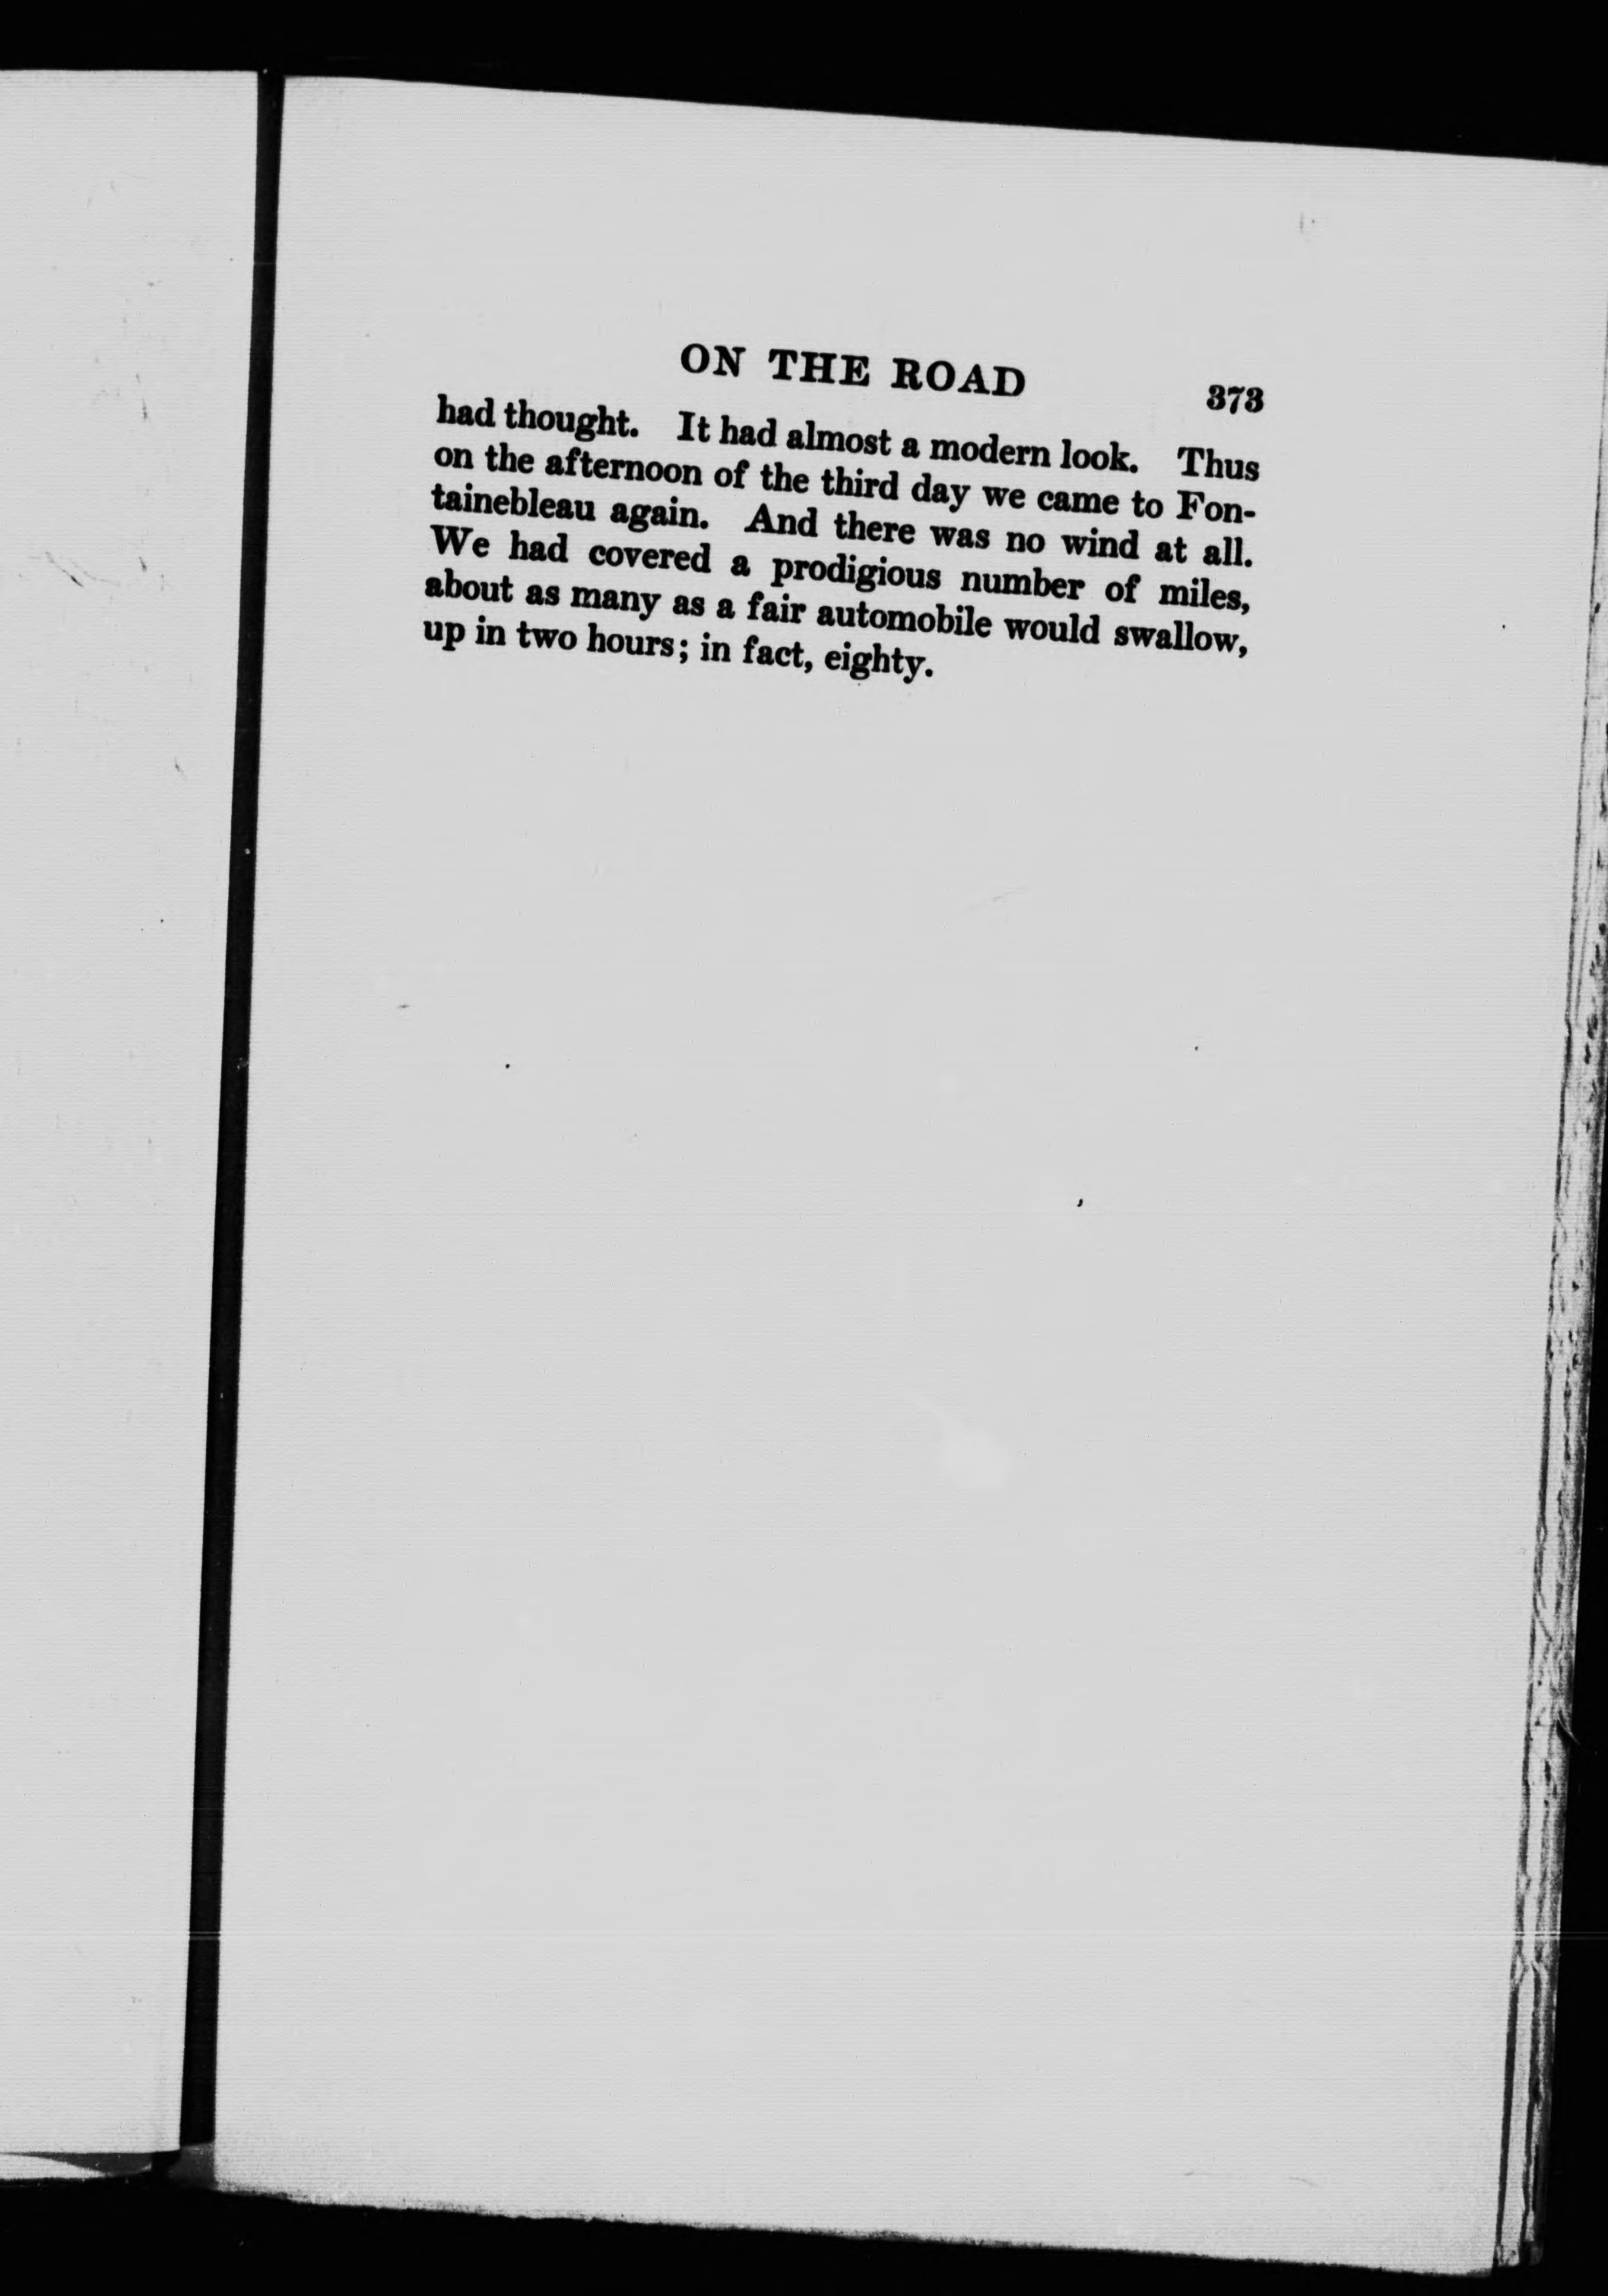 ON THE ROAD 373
had thought. It had almost a modern look. Thus
on the afternoon of the third day we came to Fon-
tainebleau again. And there was no wind at all.
We had covered a prodigious number of miles,
about as many as a fair automobile would swallow,
up in two hours; in fact, eighty.